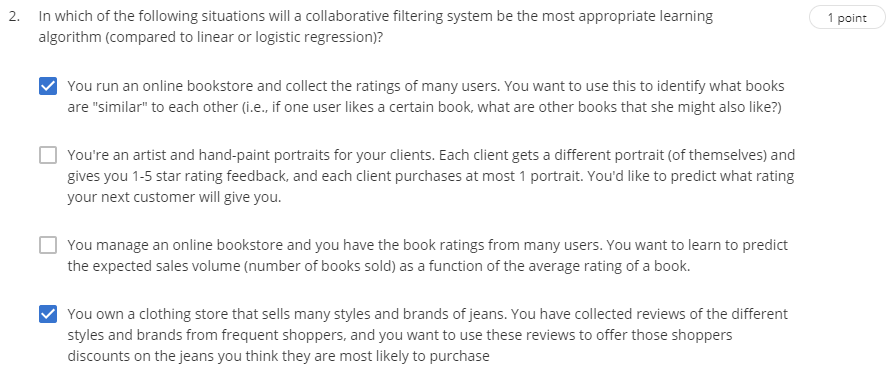 2. In which of the following situations will a collaborative filtering system be the most appropriate learning 1 point
algorithm (compared to linear or logistic regression)?
You run an online bookstore and collect the ratings of many users. You want to use this to identify what books
are "similar" to each other (i.e., if one user likes a certain book, what are other books that she might also like?)
You're an artist and hand-paint portraits for your clients. Each client gets a different portrait (of themselves) and
gives you 1-5 star rating feedback, and each client purchases at most 1 portrait. You'd like to predict what rating
your next customer will give you.
You manage an online bookstore and you have the book ratings from many users. You want to learn to predict
the expected sales volume (number of books sold) as a function of the average rating of a book.
You own a clothing store that sells many styles and brands of jeans. You have collected reviews of the different
styles and brands from frequent shoppers, and you want to use these reviews to offer those shoppers
discounts on the jeans you think they are most likely to purchase